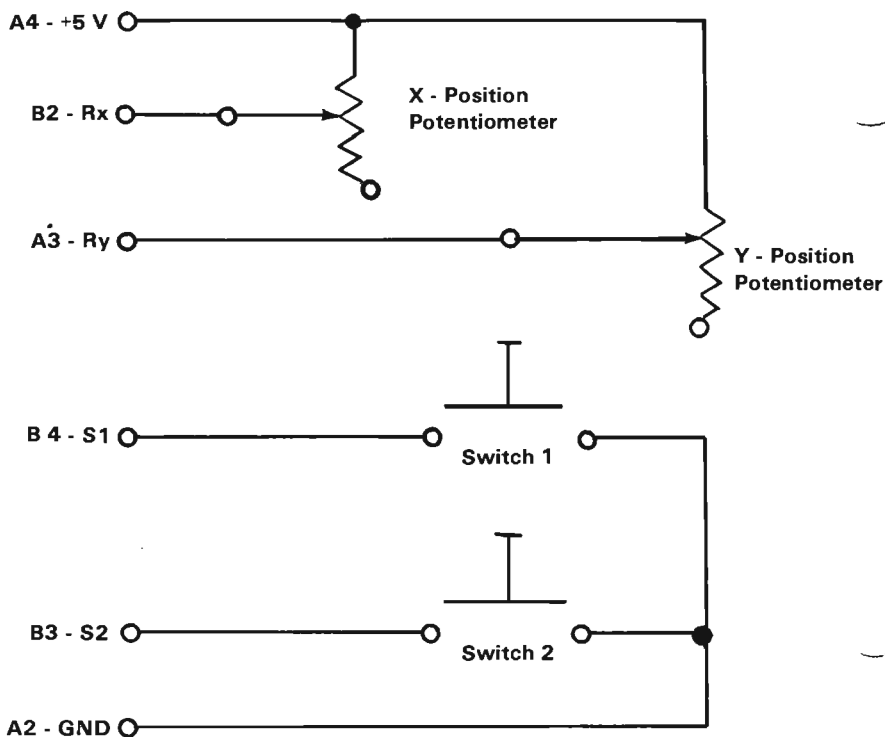 A4 - +5 V
B2 - Rx
X - Position
Potentiometer
A3 - Ry
Y - Position
Potentiometer
B 4 - S1
Switch 1
B3 - S2
Switch 2
A2 - GND